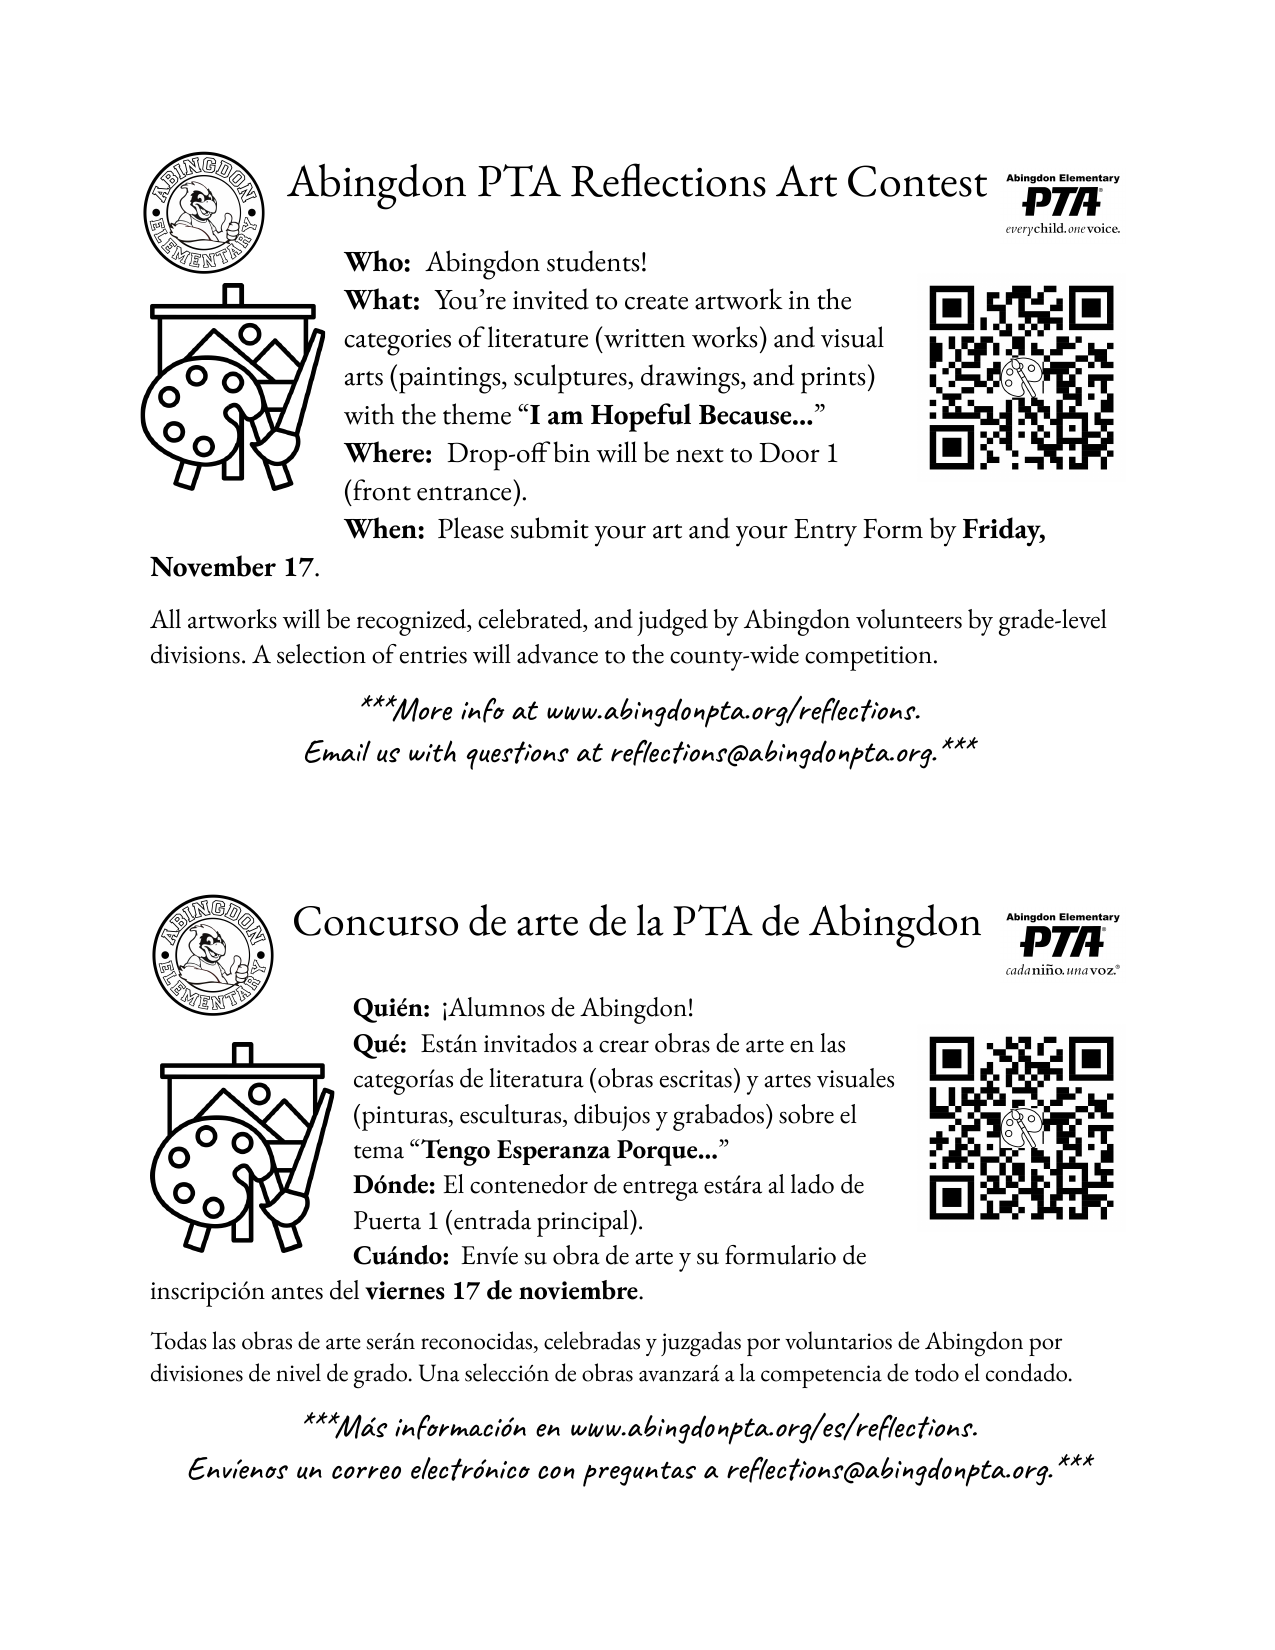 ABINGDON ELEMENTARY
Abingdon PTA Reflections Art Contest
Abingdon Elementary
PTA®
everychild.onevoice.
Who: Abingdon students!
What: You’re invited to create artwork in the
categories of literature (written works) and visual
arts (paintings, sculptures, drawings, and prints)
with the theme “I am Hopeful Because...”
Where: Drop-off bin will be next to Door 1
(front entrance).
When: Please submit your art and your Entry Form by Friday,
November 17.
All artworks will be recognized, celebrated, and judged by Abingdon volunteers by grade-level
divisions. A selection of entries will advance to the county-wide competition.
***More info at www.abingdonpta.org/reflections.
Email us with questions at reflections@abingdonpta.org.***
ABINGDON ELEMENTARY
Concurso de arte de la PTA de Abingdon
Abingdon Elementary
PTA®
cada niño. una voz.®
Quién: ¡Alumnos de Abingdon!
Qué: Están invitados a crear obras de arte en las
categorías de literatura (obras escritas) y artes visuales
(pinturas, esculturas, dibujos y grabados) sobre el
tema “Tengo Esperanza Porque...”
Dónde: El contenedor de entrega estára al lado de
Puerta 1 (entrada principal).
Cuándo: Envíe su obra de arte y su formulario de
inscripción antes del viernes 17 de noviembre.
Todas las obras de arte serán reconocidas, celebradas y juzgadas por voluntarios de Abingdon por
divisiones de nivel de grado. Una selección de obras avanzará a la competencia de todo el condado.
***Más información en www.abingdonpta.org/es/reflections.
Envíenos un correo electrónico con preguntas a reflections@abingdonpta.org.***